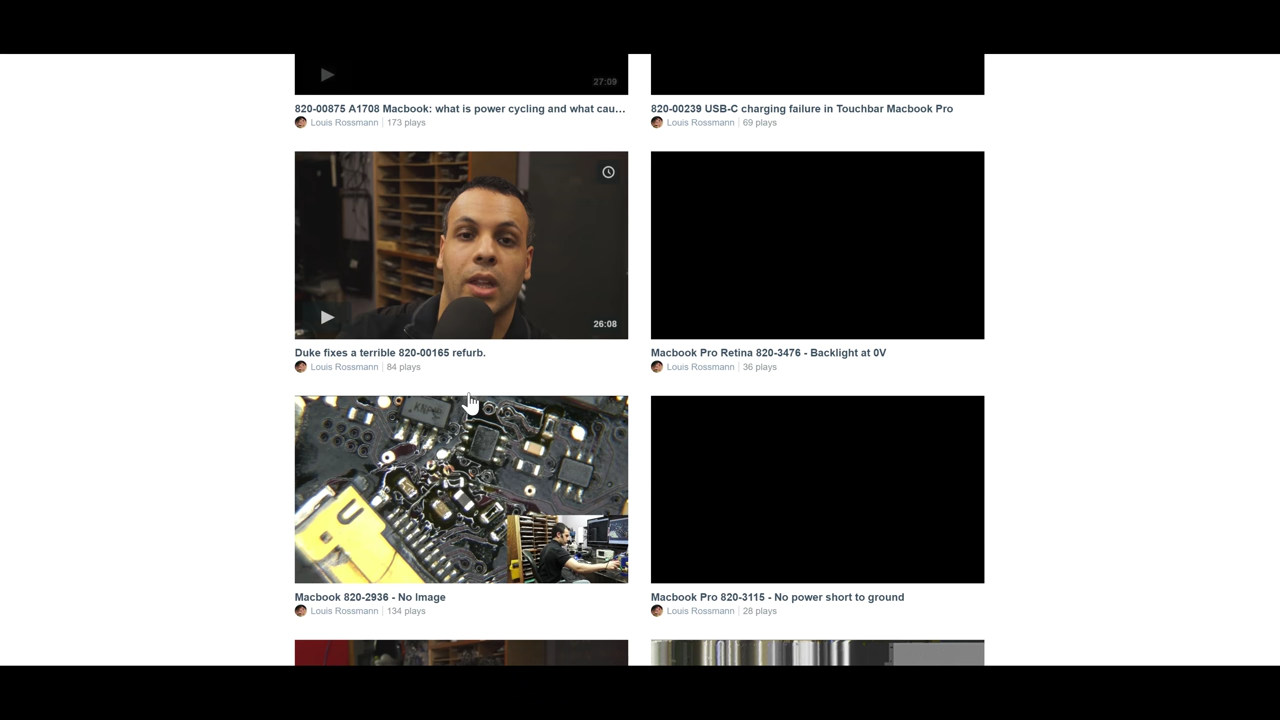 27:09
820-00875 A1708 Macbook: what is power cycling and what cau...
Louis Rossmann | 173 plays
820-00239 USB-C charging failure in Touchbar Macbook Pro
Louis Rossmann | 69 plays
26:08
Duke fixes a terrible 820-00165 refurb.
Louis Rossmann | 84 plays
Macbook Pro Retina 820-3476 - Backlight at 0V
Louis Rossmann | 36 plays
Macbook 820-2936 - No Image
Louis Rossmann | 134 plays
Macbook Pro 820-3115 - No power short to ground
Louis Rossmann | 28 plays